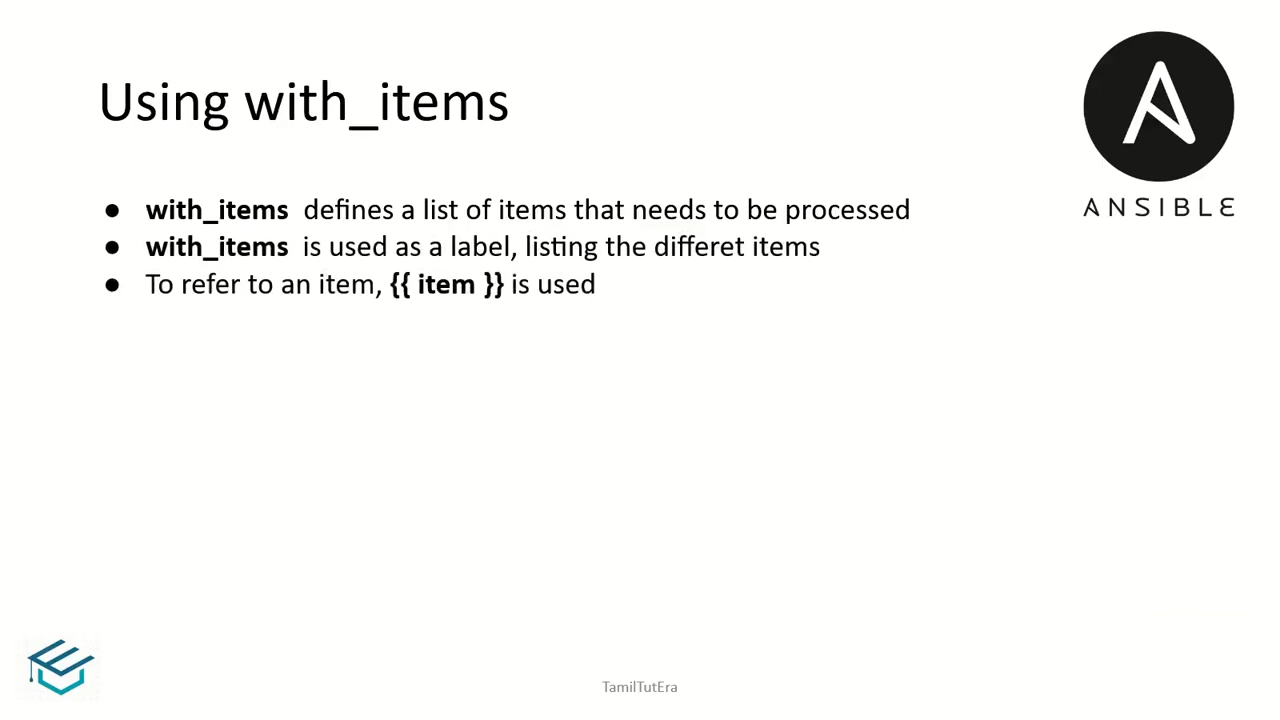 Using with_items
ANSIBLE
● with_items defines a list of items that needs to be processed
● with_items is used as a label, listing the differet items
● To refer to an item, {{ item }} is used
TamilTutEra